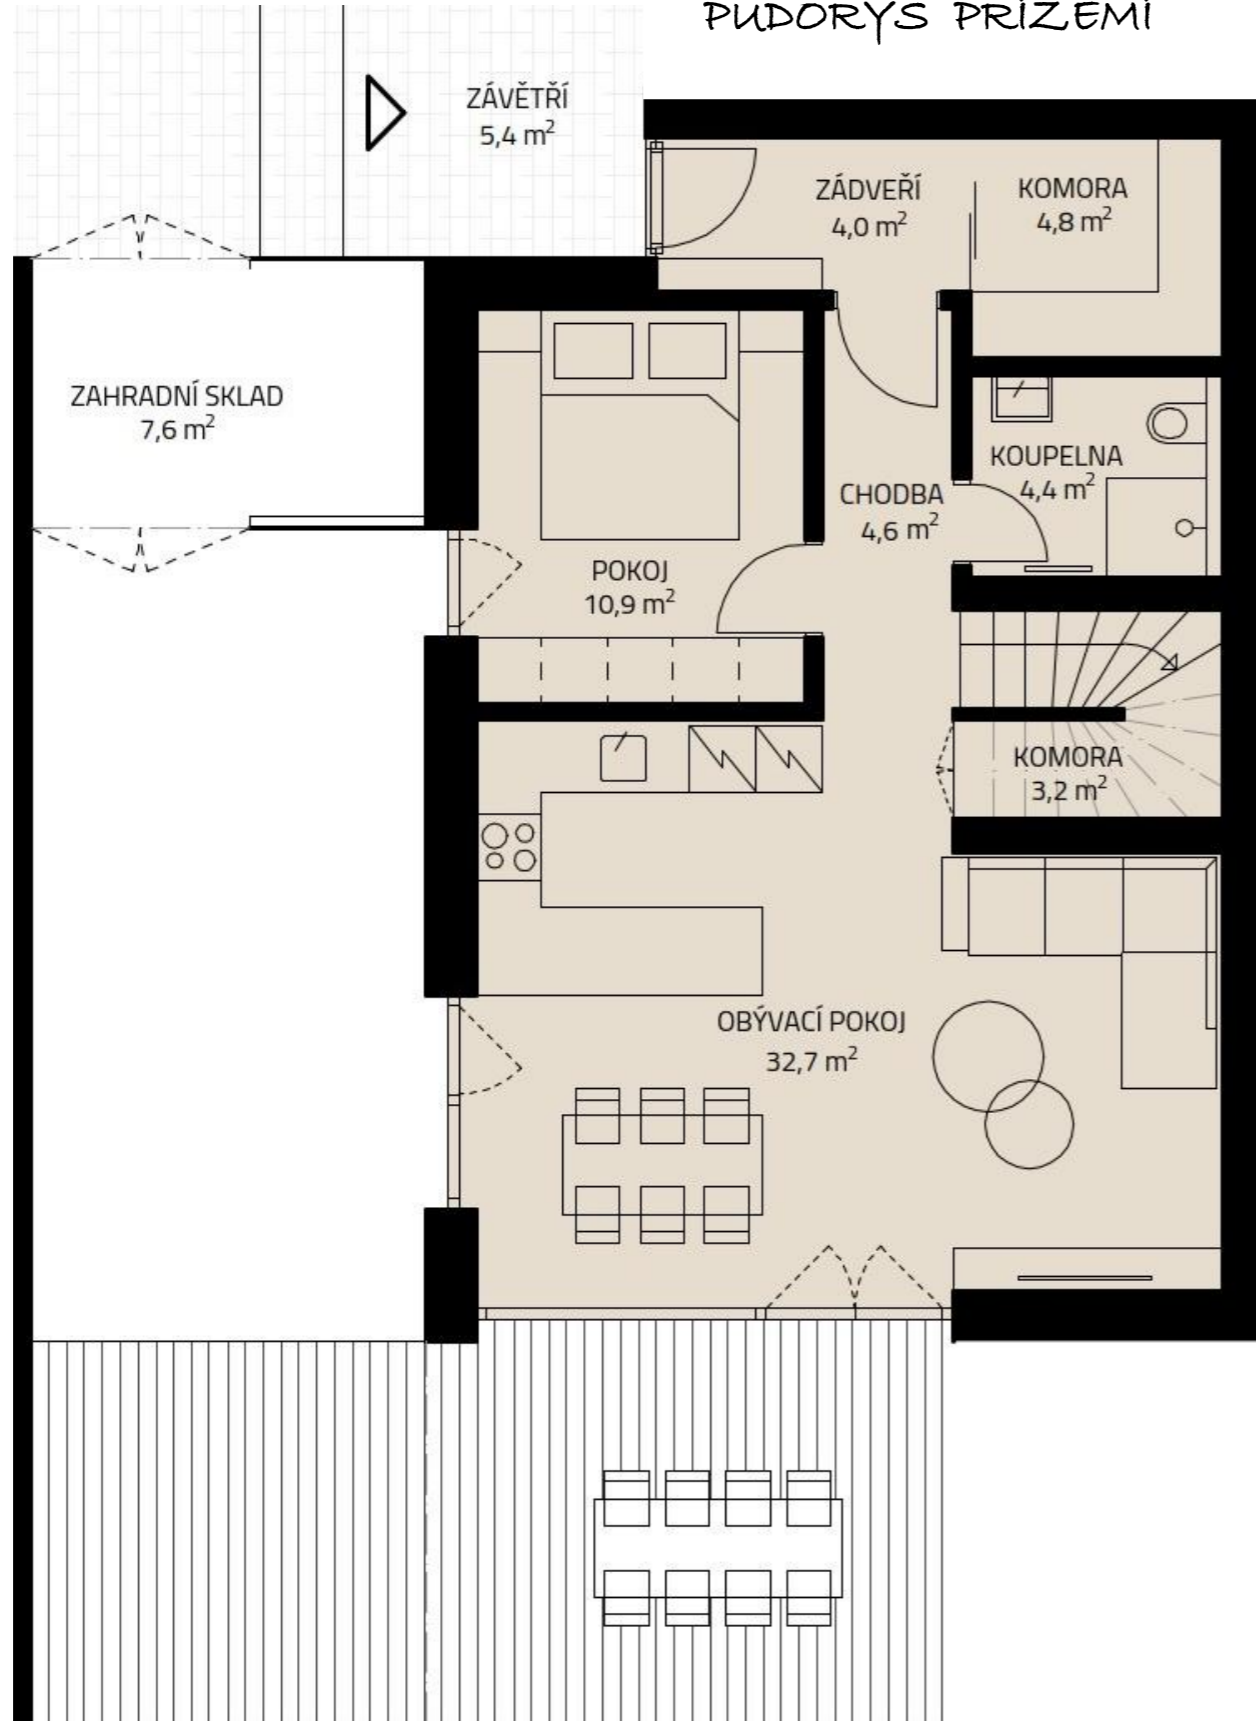 PUDORYS PRÍZEMÍ
ZÁVĚTŘÍ
5,4 m²
ZÁDVEŘÍ
4,0 m²
KOMORA
4,8 m²
ZAHRADNÍ SKLAD
7,6 m²
KOUPELNA
4,4 m²
CHODBA
4,6 m²
POKOJ
10,9 m²
KOMORA
3,2 m²
OBÝVACÍ POKOJ
32,7 m²